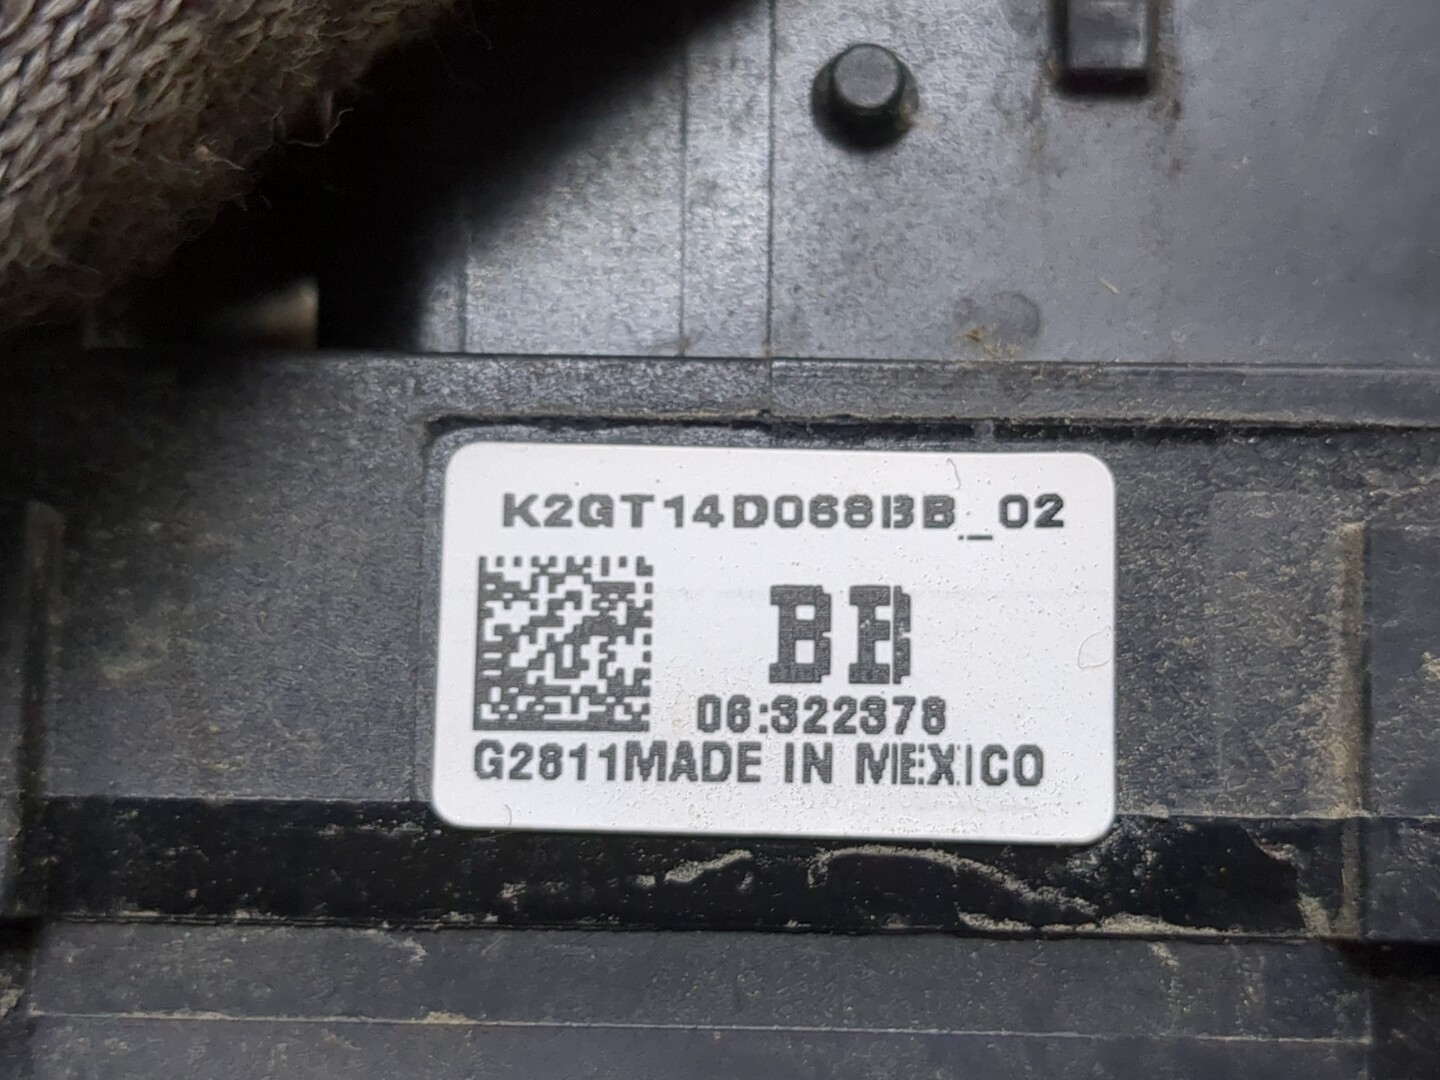 K2GT14D068BB_02
BB
06:322378
G2811MADE IN MEXICO